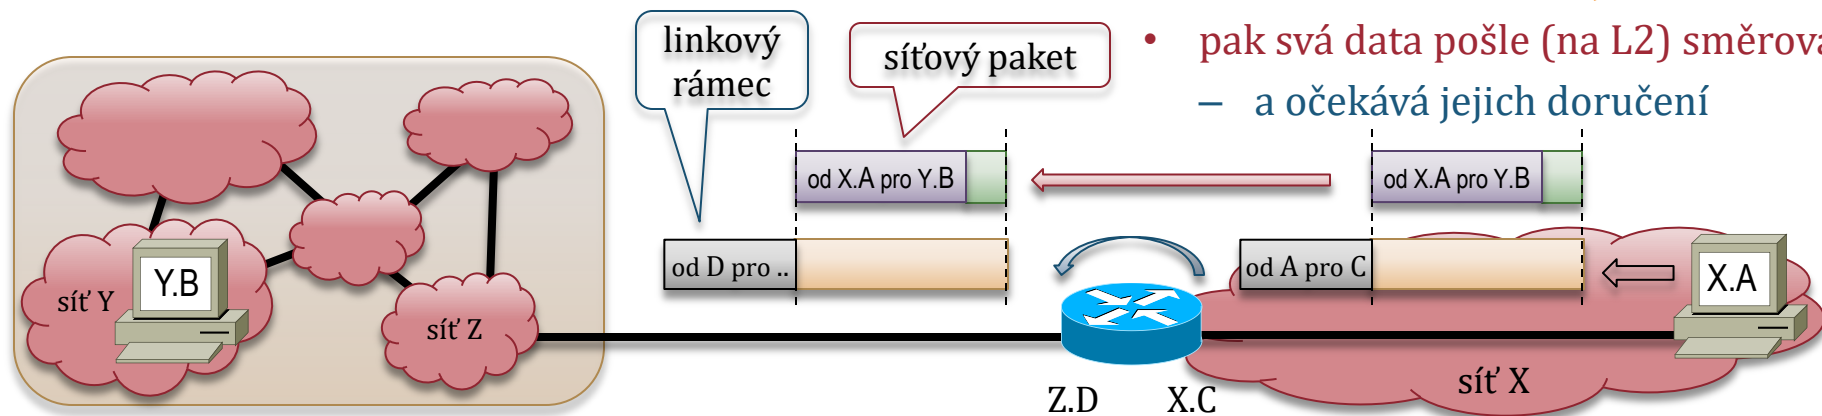 linkový
rámec
síťový paket
• pak svá data pošle (na L2) směrova
– a očekává jejich doručení
od X.A pro Y.B
od X.A pro Y.B
od D pro ..
od A pro C
Y.B
síť Y
síť Z
X.A
síť X
Z.D
X.C